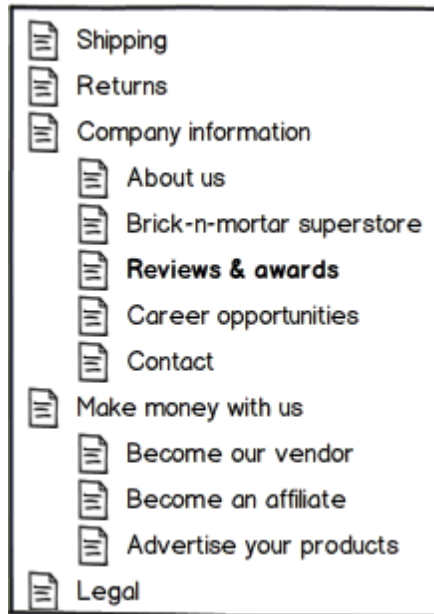 Shipping
Returns
Company information
About us
Brick-n-mortar superstore
Reviews & awards
Career opportunities
Contact
Make money with us
Become our vendor
Become an affiliate
Advertise your products
Legal